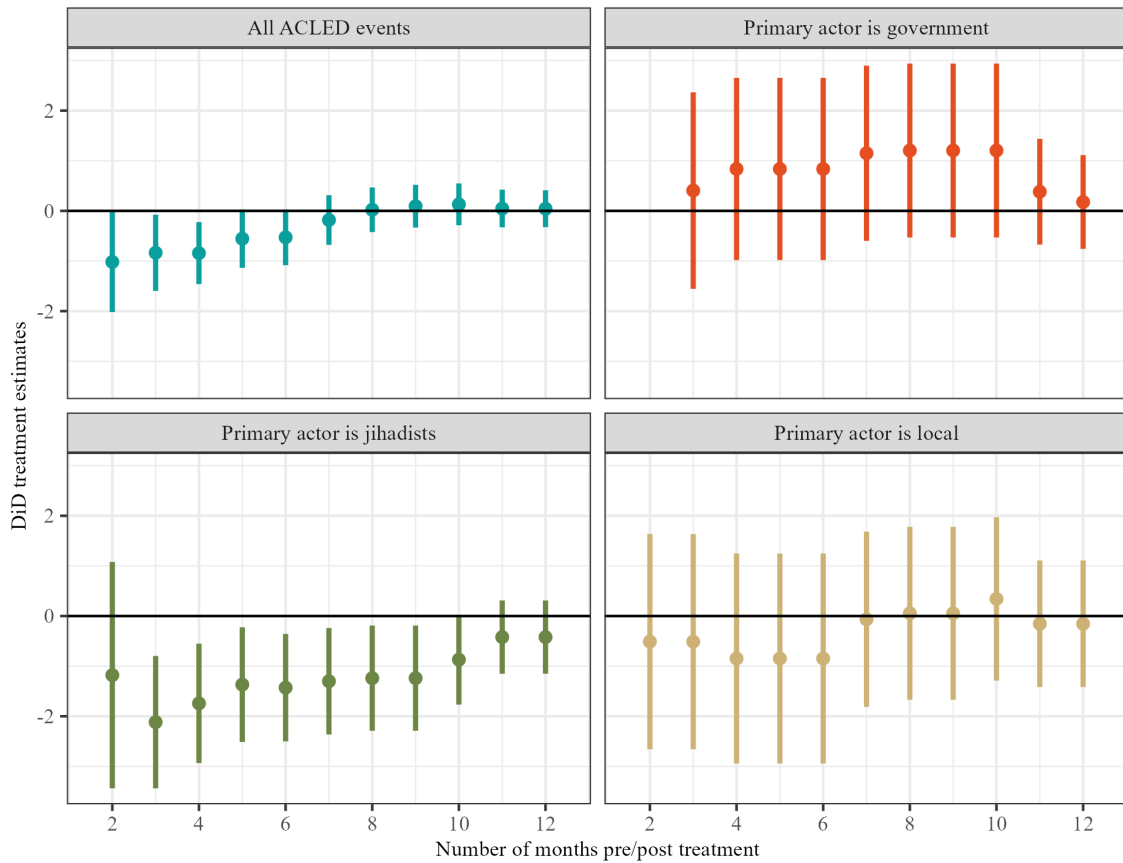 All ACLED events
Primary actor is government
2
0
-2
Primary actor is jihadists
Primary actor is local
2
0
-2
DiD treatment estimates
2 4 6 8 10 12
2 4 6 8 10 12
Number of months pre/post treatment